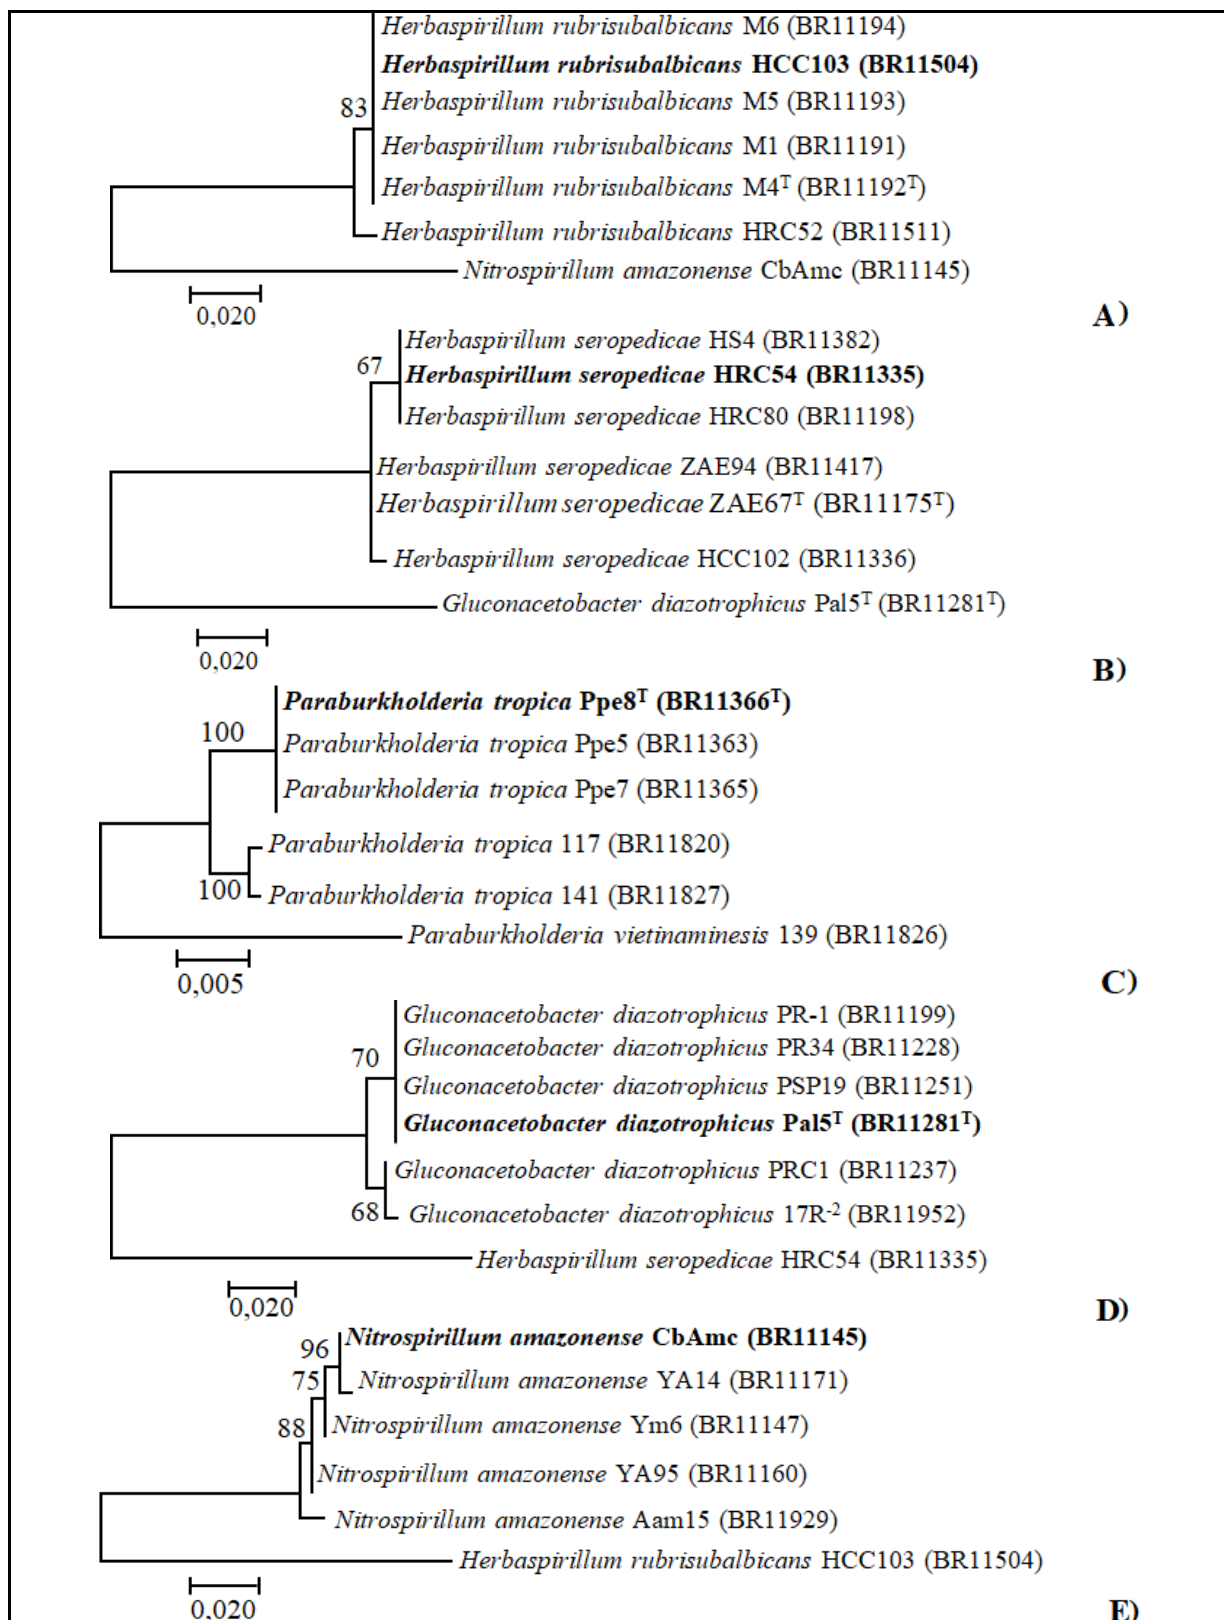 Herbaspirillum rubrisubalbicans M6 (BR11194)
Herbaspirillum rubrisubalbicans HCC103 (BR11504)
83
Herbaspirillum rubrisubalbicans M5 (BR11193)
Herbaspirillum rubrisubalbicans M1 (BR11191)
Herbaspirillum rubrisubalbicans M4ᵀ (BR11192ᵀ)
Herbaspirillum rubrisubalbicans HRC52 (BR11511)
Nitrospirillum amazonense CbAmc (BR11145)
0,020
A)
Herbaspirillum seropedicae HS4 (BR11382)
67
Herbaspirillum seropedicae HRC54 (BR11335)
Herbaspirillum seropedicae HRC80 (BR11198)
Herbaspirillum seropedicae ZAE94 (BR11417)
Herbaspirillum seropedicae ZAE67ᵀ (BR11175ᵀ)
Herbaspirillum seropedicae HCC102 (BR11336)
Gluconacetobacter diazotrophicus Pal5ᵀ (BR11281ᵀ)
0,020
B)
Paraburkholderia tropica Ppe8ᵀ (BR11366ᵀ)
100
Paraburkholderia tropica Ppe5 (BR11363)
Paraburkholderia tropica Ppe7 (BR11365)
Paraburkholderia tropica 117 (BR11820)
100
Paraburkholderia tropica 141 (BR11827)
Paraburkholderia vietinaminesis 139 (BR11826)
0,005
C)
Gluconacetobacter diazotrophicus PR-1 (BR11199)
Gluconacetobacter diazotrophicus PR34 (BR11228)
70
Gluconacetobacter diazotrophicus PSP19 (BR11251)
Gluconacetobacter diazotrophicus Pal5ᵀ (BR11281ᵀ)
Gluconacetobacter diazotrophicus PRC1 (BR11237)
68
Gluconacetobacter diazotrophicus 17R⁻² (BR11952)
Herbaspirillum seropedicae HRC54 (BR11335)
0,020
D)
Nitrospirillum amazonense CbAmc (BR11145)
96
75
Nitrospirillum amazonense YA14 (BR11171)
Nitrospirillum amazonense Ym6 (BR11147)
88
Nitrospirillum amazonense YA95 (BR11160)
Nitrospirillum amazonense Aam15 (BR11929)
Herbaspirillum rubrisubalbicans HCC103 (BR11504)
0,020
E)